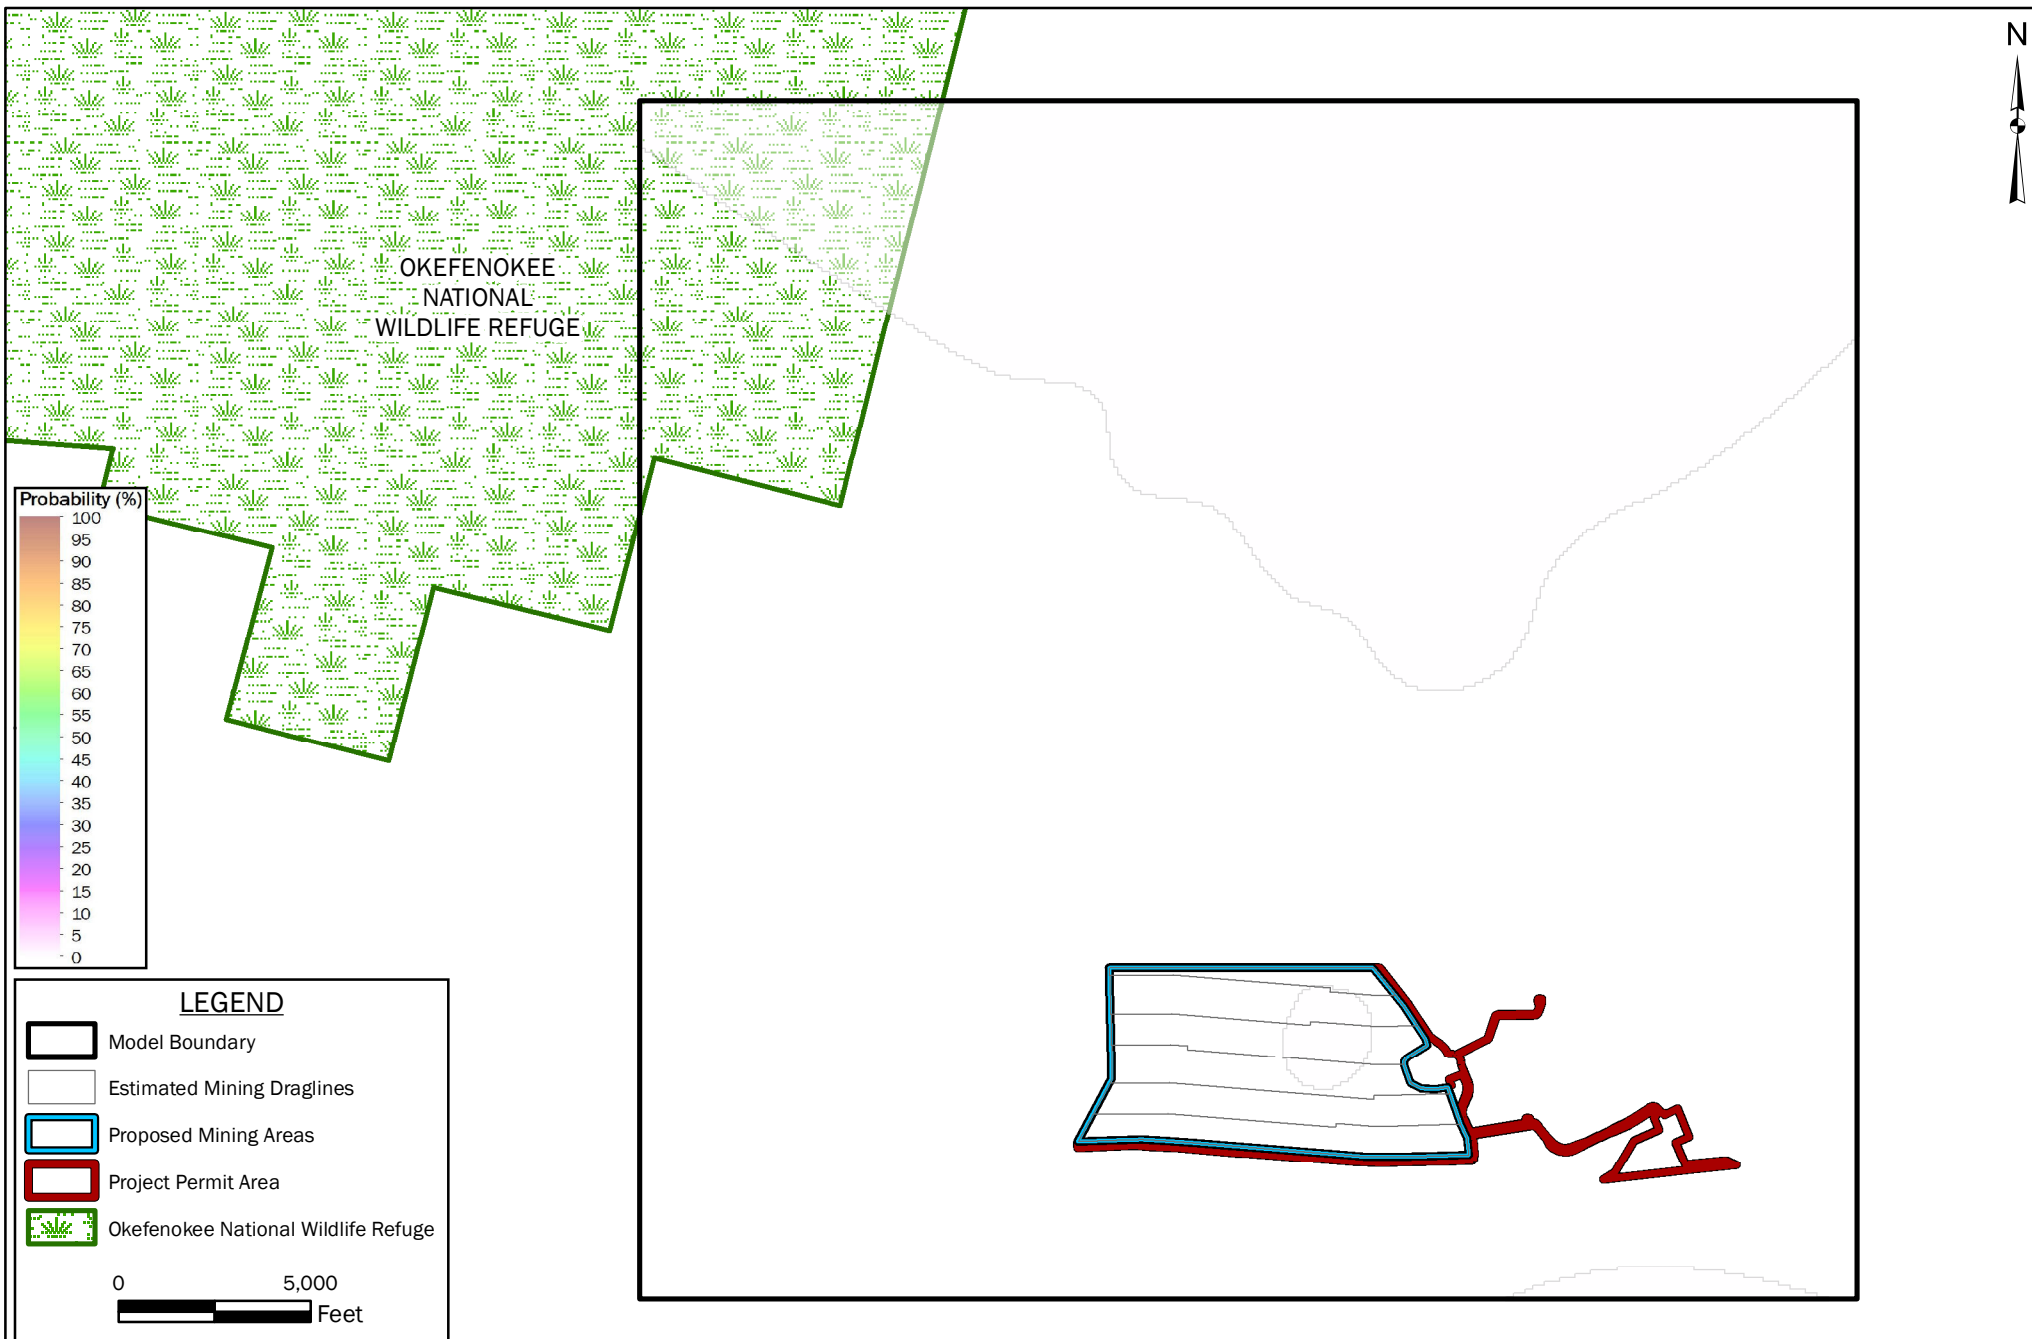 N
OKEFENOKEE
NATIONAL
WILDLIFE REFUGE
Probability (%)
100
95
90
85
80
75
70
65
60
55
50
45
40
35
30
25
20
15
10
5
0
LEGEND
Model Boundary
Estimated Mining Draglines
Proposed Mining Areas
Project Permit Area
Okefenokee National Wildlife Refuge
0 5,000
Feet